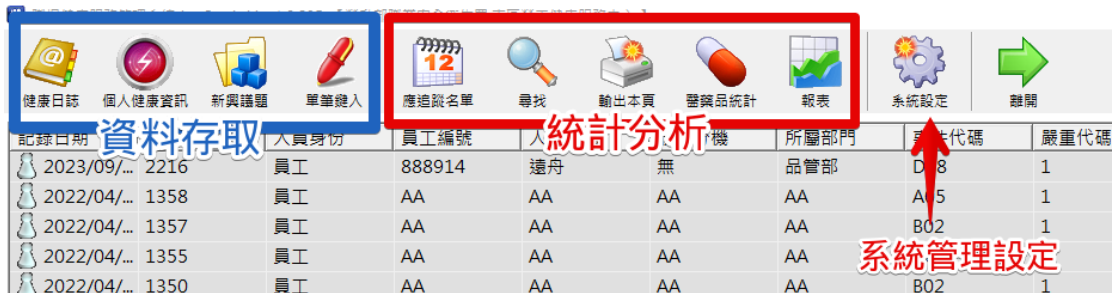 @ 12
健康日誌 個人健康資訊 新興議題 單筆鍵入 應追蹤名單 尋找 輸出本頁 醫藥品統計 報表 系統設定 離開
資料存取 統計分析
記錄日期 人員身份 員工編號 所屬部門 代碼 嚴重代碼
2023/09/... 2216 員工 888914 遠舟 無 品管部 1
2022/04/... 1358 員工 AA AA AA AA 1
2022/04/... 1357 員工 AA AA AA AA B02 1
2022/04/... 1355 員工 AA AA AA AA
系統管理設定
2022/04/... 1350 員工 AA AA AA AA B02 1